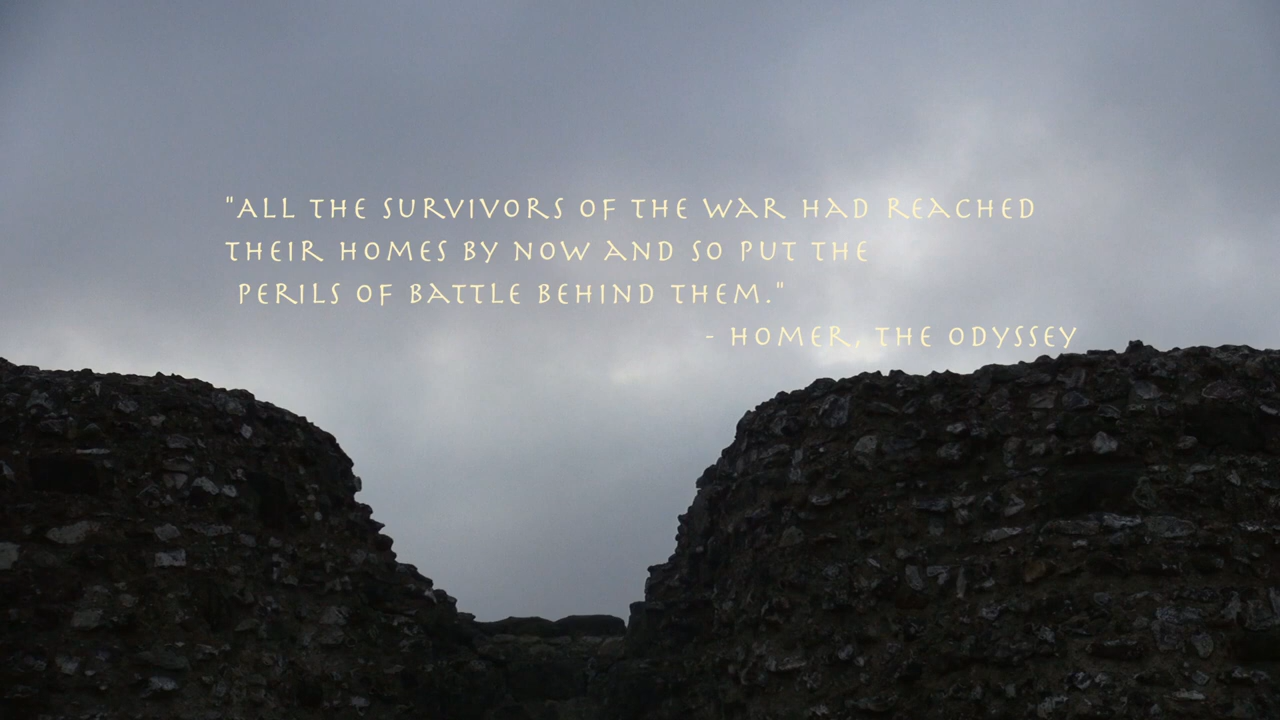 "All the survivors of the war had reached
their homes by now and so put the
perils of battle behind them."
- Homer, The Odyssey